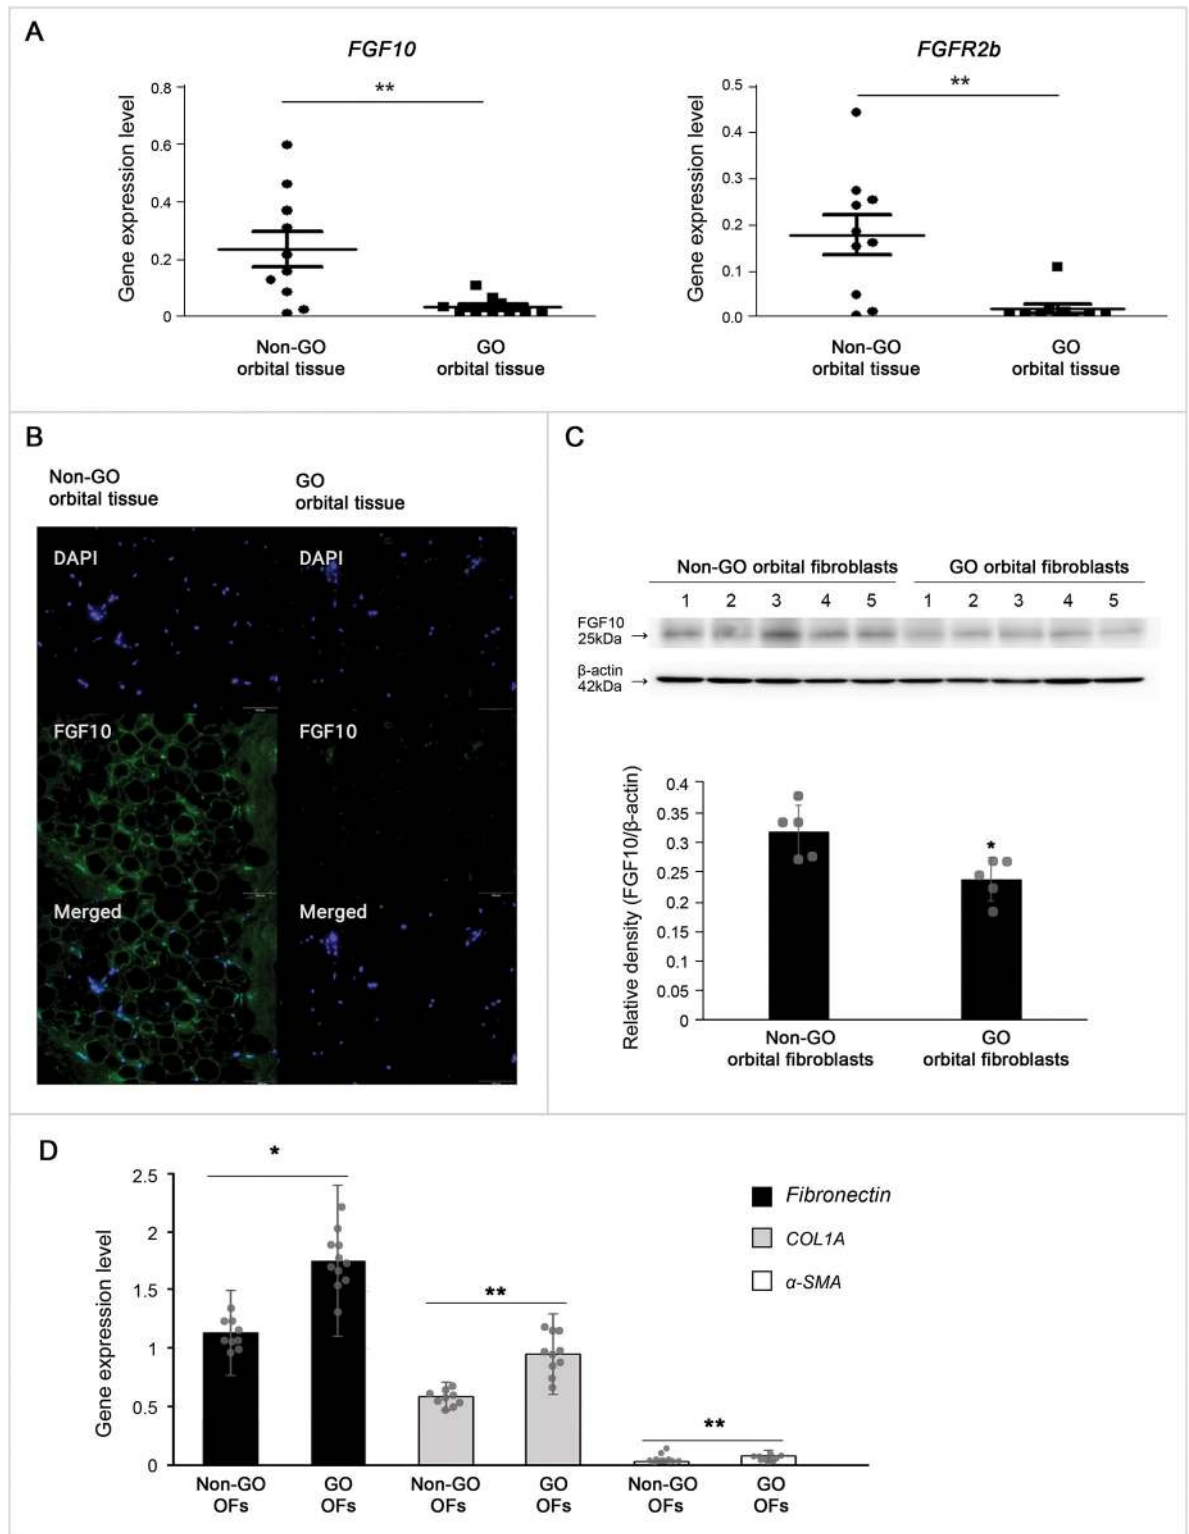 A
FGF10
**
Gene expression level
0.8
0.6
0.4
0.2
0
Non-GO
orbital tissue
GO
orbital tissue
FGFR2b
**
Gene expression level
0.5
0.4
0.3
0.2
0.1
0.0
Non-GO
orbital tissue
GO
orbital tissue
B
Non-GO
orbital tissue
GO
orbital tissue
DAPI
DAPI
FGF10
FGF10
Merged
Merged
C
Non-GO orbital fibroblasts
GO orbital fibroblasts
1 2 3 4 5 1 2 3 4 5
FGF10
25kDa →
β-actin
42kDa →
Relative density (FGF10/β-actin)
0.4
0.35
0.3
0.25
0.2
0.15
0.1
0.05
0
*
Non-GO
orbital fibroblasts
GO
orbital fibroblasts
D
Gene expression level
2.5
2
1.5
1
0.5
0
*
**
**
Fibronectin
COL1A
α-SMA
Non-GO
OFs
GO
OFs
Non-GO
OFs
GO
OFs
Non-GO
OFs
GO
OFs